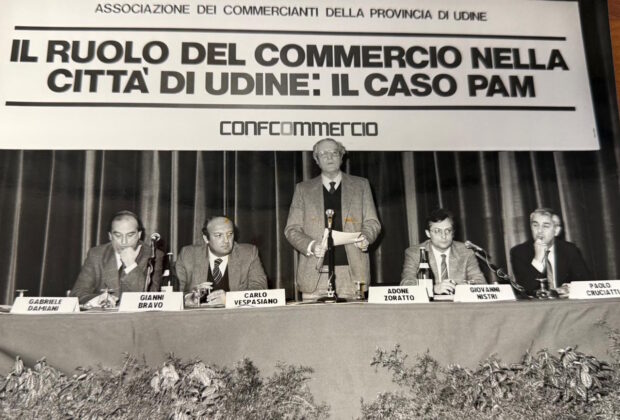 ASSOCIAZIONE DEI COMMERCIANTI DELLA PROVINCIA DI UDINE
IL RUOLO DEL COMMERCIO NELLA
CITTÀ DI UDINE: IL CASO PAM
CONFCOMMERCIO
GABRIELE
DAMIANI
GIANNI
BRAVO
CARLO
VESPASIANO
ADONE
ZORATTO
GIOVANNI
NISTRI
PAOLO
CRUCIATTI